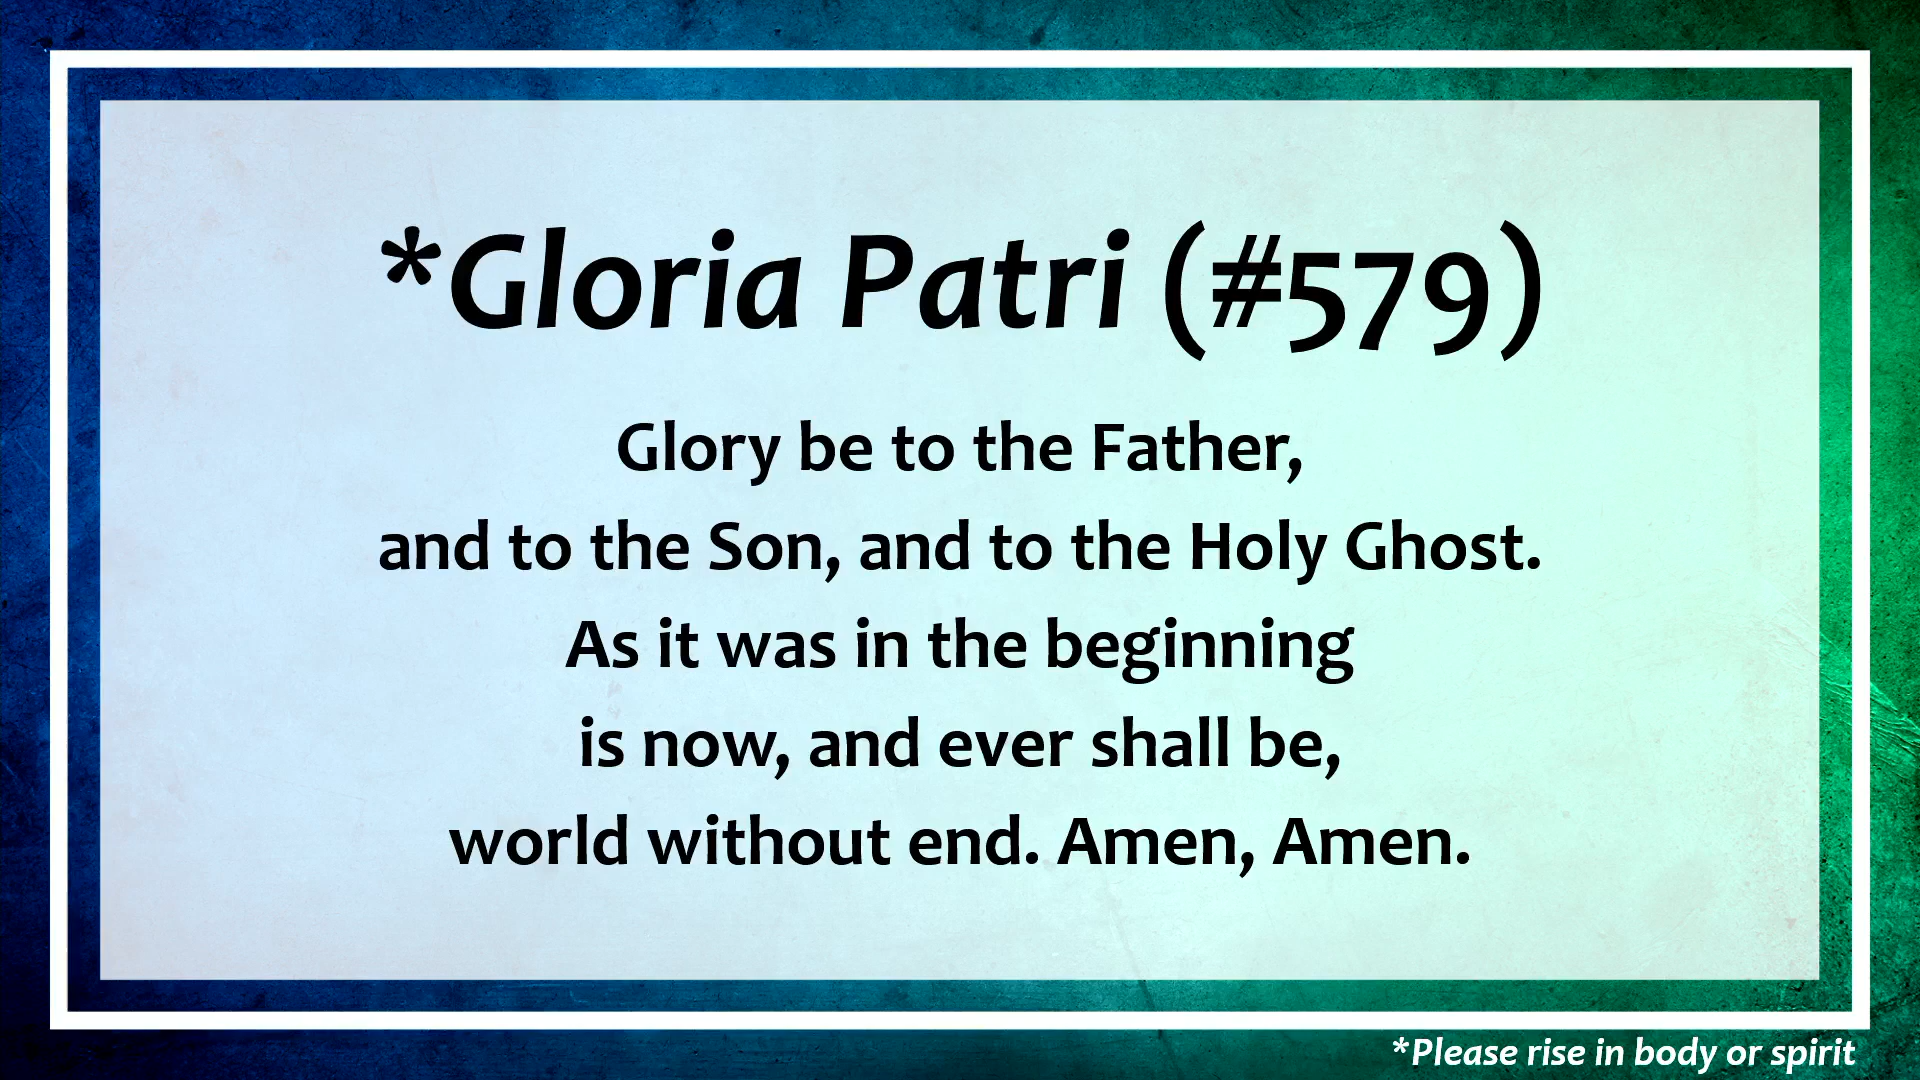 *Gloria Patri (#579)
Glory be to the Father,
and to the Son, and to the Holy Ghost.
As it was in the beginning
is now, and ever shall be,
world without end. Amen, Amen.
*Please rise in body or spirit